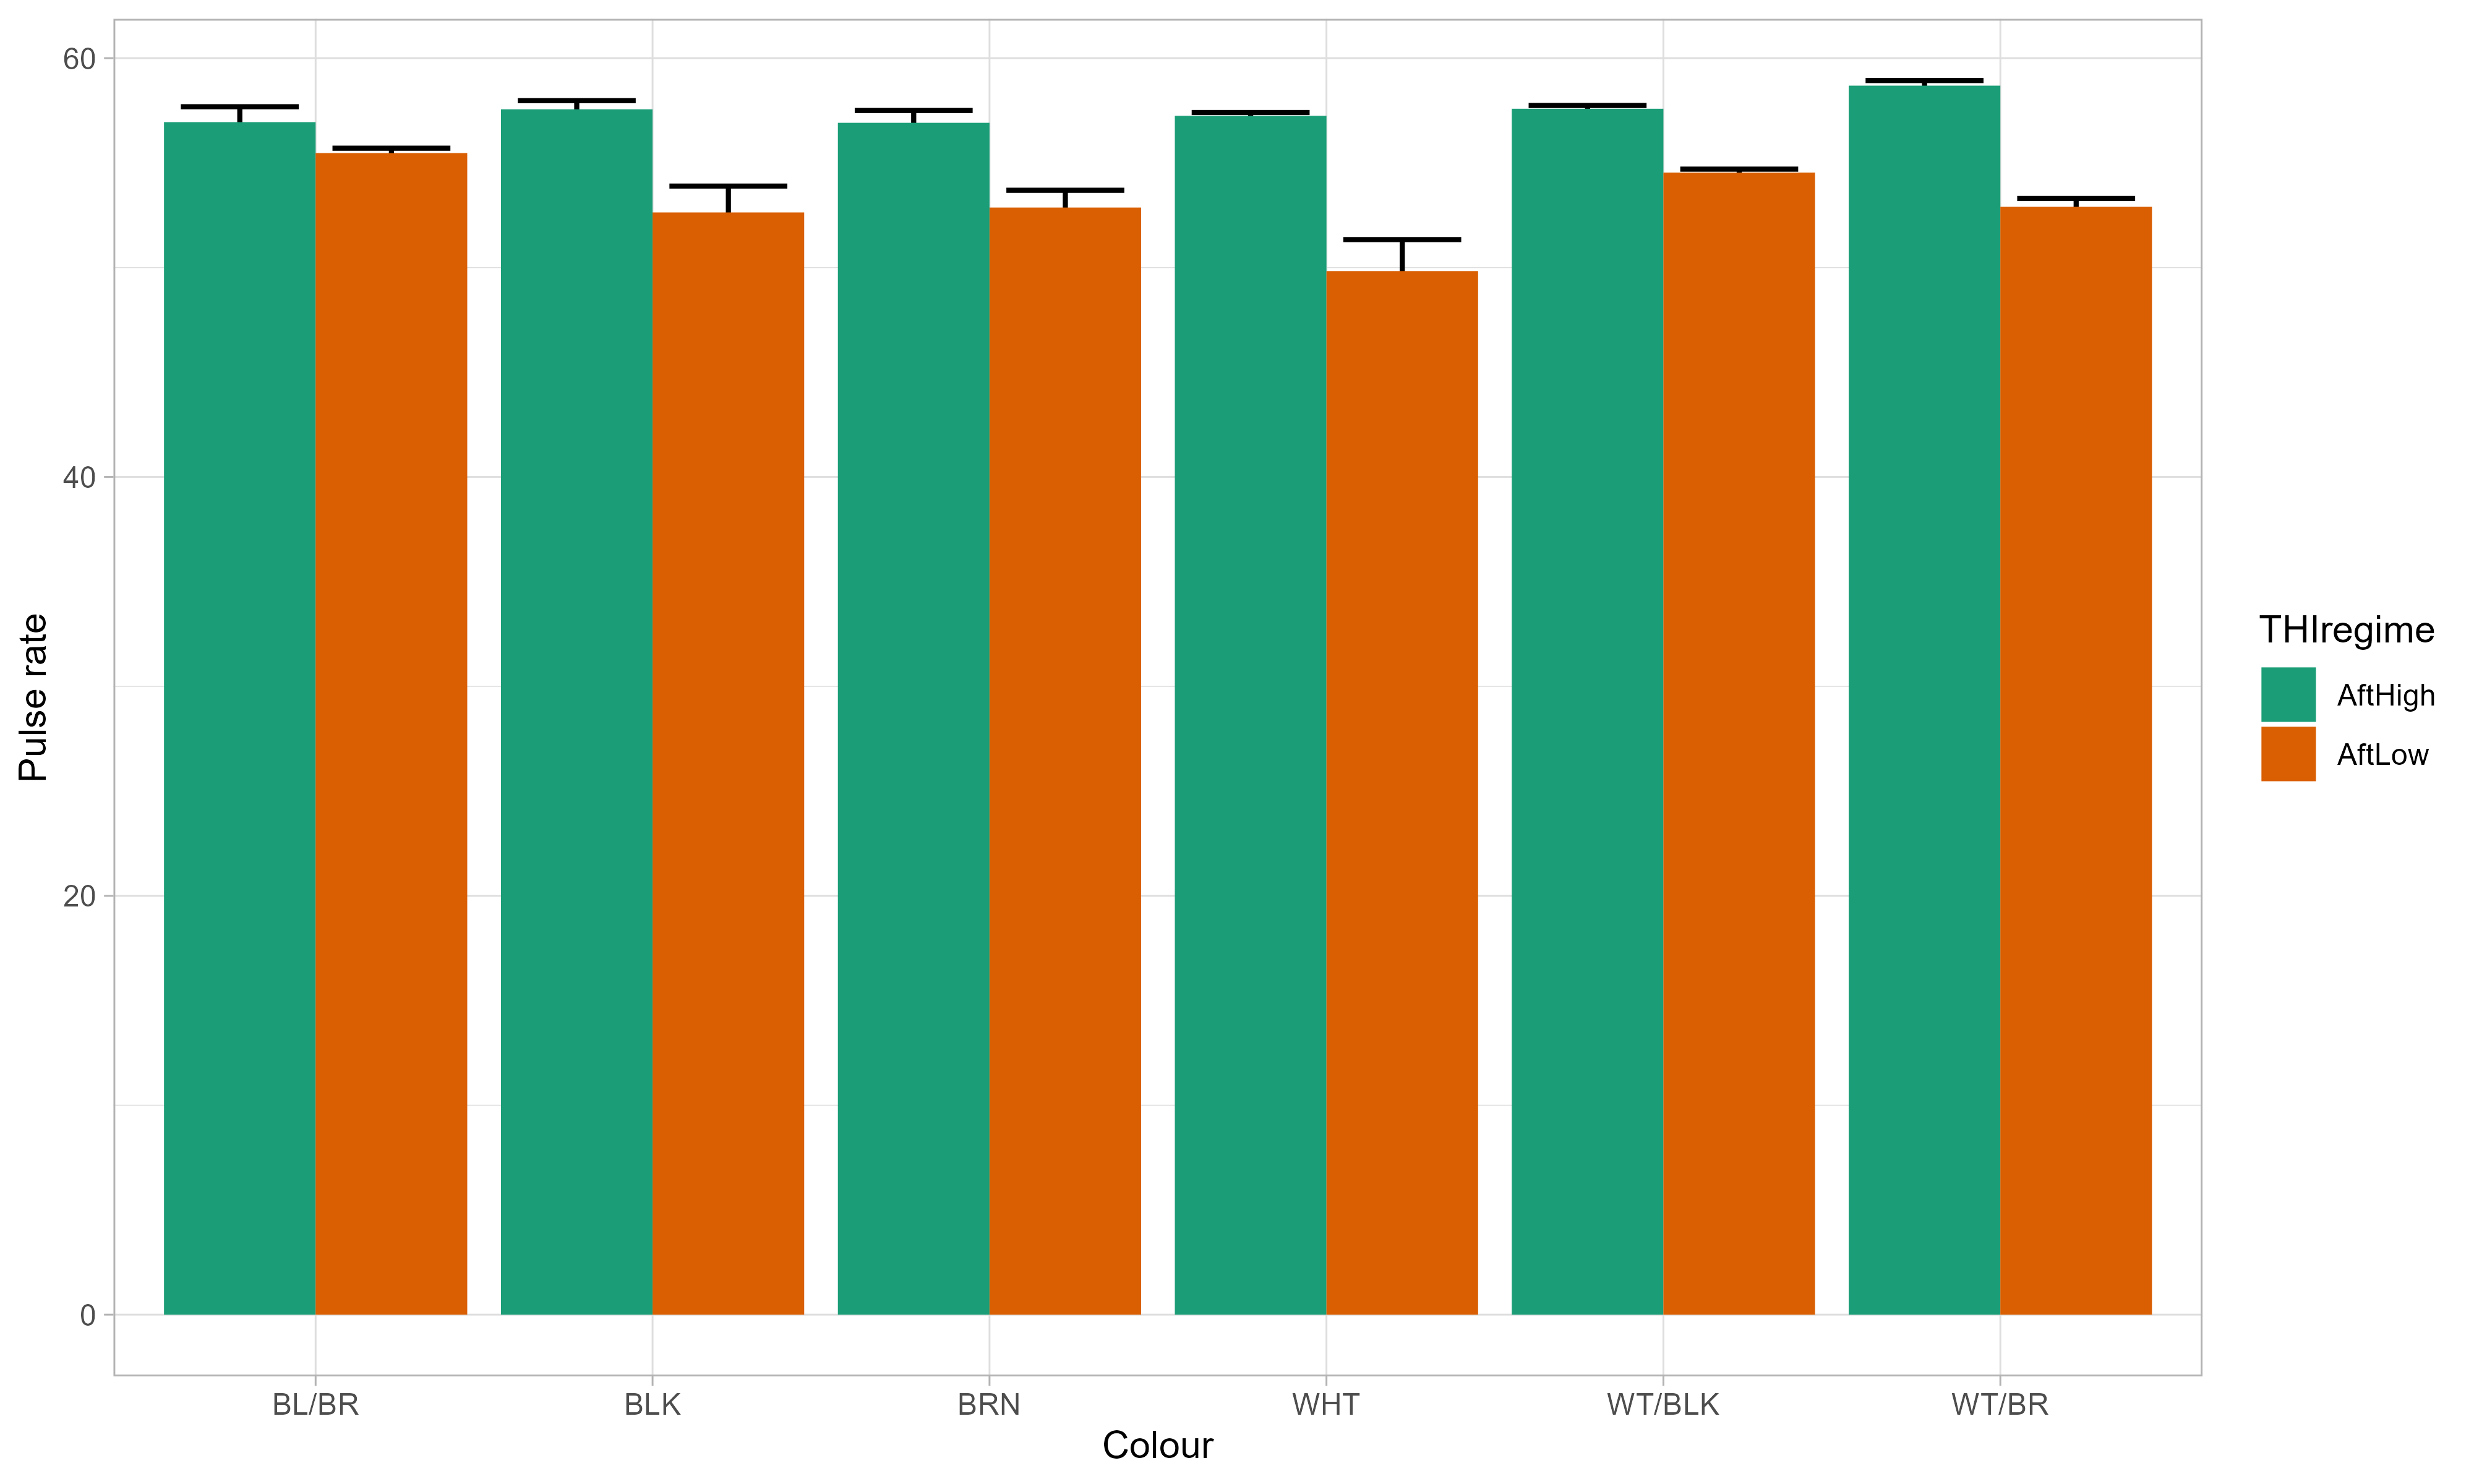 60
40
20
0
Pulse rate
BL/BR BLK BRN WHT WT/BLK WT/BR
Colour
THIregime
AftHigh
AftLow